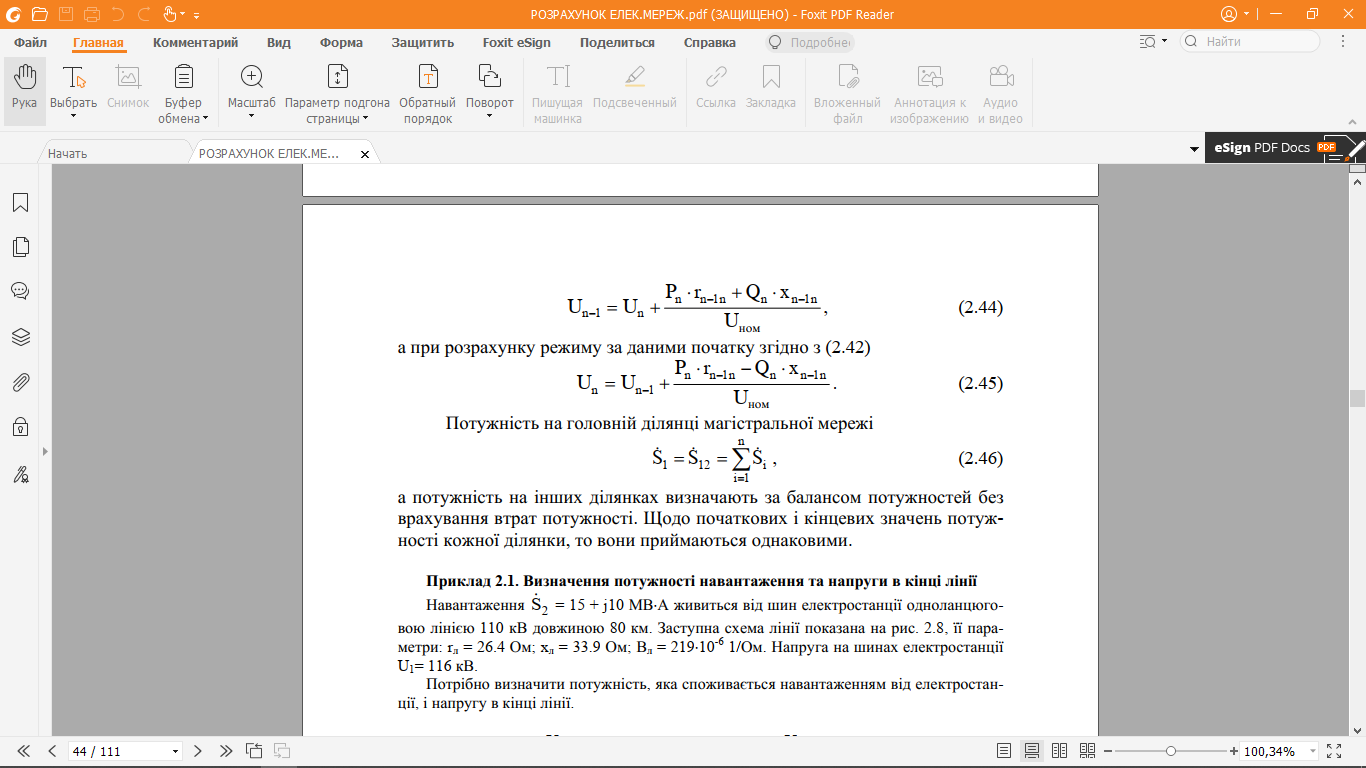 РОЗРАХУНОК ЕЛЕК.МЕРЕЖ.pdf (ЗАЩИЩЕНО) - Foxit PDF Reader
Файл Главная Комментарий Вид Форма Защитить Foxit eSign Поделиться Справка Подробнее Найти
Рука Выбрать Снимок Буфер обмена Масштаб Параметр подгона страницы Обратный порядок Поворот Пишущая машинка Подсвеченный Ссылка Закладка Вложенный файл Аннотация к изображению Аудио и видео
Начать РОЗРАХУНОК ЕЛЕК.МЕ... eSign PDF Docs PDF
U_{n–1} = U_n + (P_n · r_{n–1n} + Q_n · x_{n–1n}) / U_{ном}, (2.44)
а при розрахунку режиму за даними початку згідно з (2.42)
U_n = U_{n–1} + (P_n · r_{n–1n} − Q_n · x_{n–1n}) / U_{ном}. (2.45)
Потужність на головній ділянці магістральної мережі
Ṡ_1 = Ṡ_{12} = ∑_{i=1}^{n} Ṡ_i , (2.46)
а потужність на інших ділянках визначають за балансом потужностей без
врахування втрат потужності. Щодо початкових і кінцевих значень потуж-
ності кожної ділянки, то вони приймаються однаковими.
Приклад 2.1. Визначення потужності навантаження та напруги в кінці лінії
Навантаження Ṡ_2 = 15 + j10 МВ·А живиться від шин електростанції одноланцюго-
вою лінією 110 кВ довжиною 80 км. Заступна схема лінії показана на рис. 2.8, її пара-
метри: r_л = 26.4 Ом; x_л = 33.9 Ом; B_л = 219·10^{-6} 1/Ом. Напруга на шинах електростанції
U_1= 116 кВ.
Потрібно визначити потужність, яка споживається навантаженням від електростан-
ції, і напругу в кінці лінії.
44 / 111 100,34%